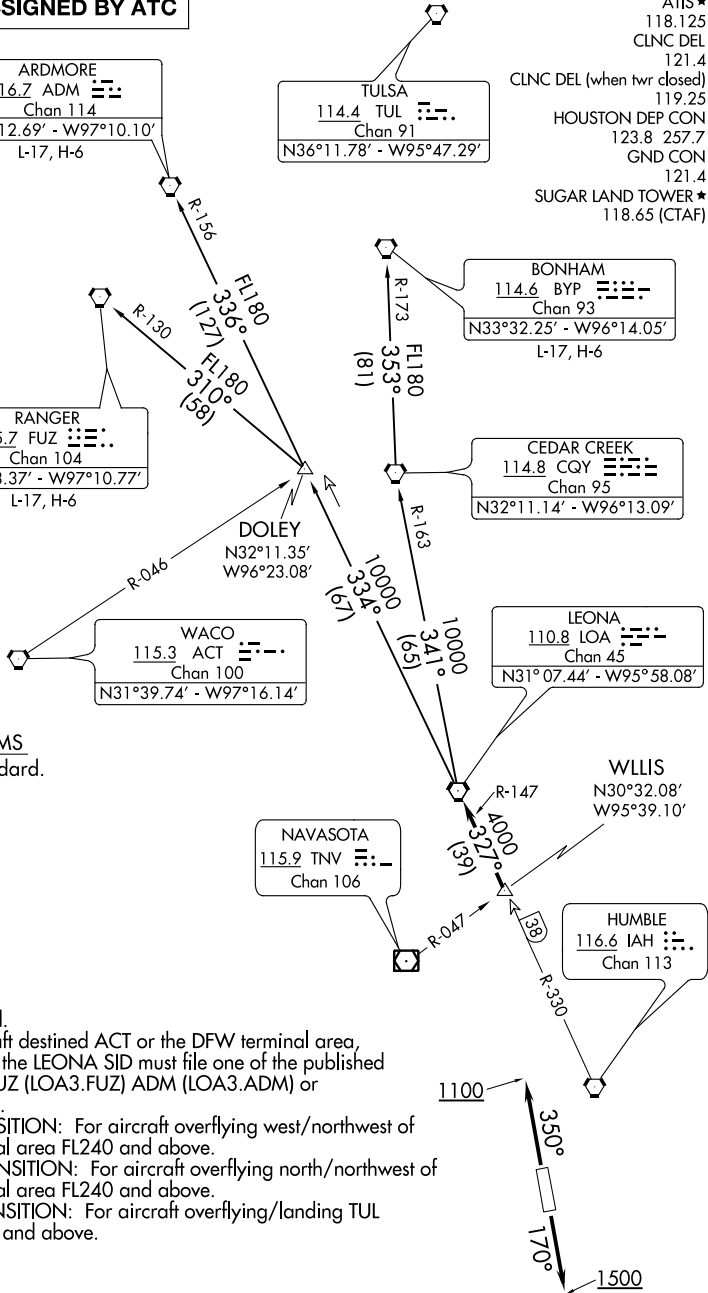 SSIGNED BY ATC
ATIS★
118.125
CLNC DEL
121.4
CLNC DEL (when twr closed)
119.25
HOUSTON DEP CON
123.8 257.7
GND CON
121.4
SUGAR LAND TOWER★
118.65 (CTAF)
ARDMORE
16.7 ADM
Chan 114
12.69′ - W97°10.10′
L-17, H-6
TULSA
114.4 TUL
Chan 91
N36°11.78′ - W95°47.29′
R-156
FL180
336°
(127)
R-130
FL180
310°
(58)
R-173
FL180
353°
(81)
BONHAM
114.6 BYP
Chan 93
N33°32.25′ - W96°14.05′
L-17, H-6
RANGER
5.7 FUZ
Chan 104
3.37′ - W97°10.77′
L-17, H-6
CEDAR CREEK
114.8 CQY
Chan 95
N32°11.14′ - W96°13.09′
DOLEY
N32°11.35′
W96°23.08′
R-046
R-163
10000
334°
(67)
10000
341°
(65)
WACO
115.3 ACT
Chan 100
N31°39.74′ - W97°16.14′
LEONA
110.8 LOA
Chan 45
N31°07.44′ - W95°58.08′
MS
dard.
WLLIS
N30°32.08′
W95°39.10′
R-147
4000
327°
(39)
NAVASOTA
115.9 TNV
Chan 106
R-047
38
R-330
HUMBLE
116.6 IAH
Chan 113
ft destined ACT or the DFW terminal area,
the LEONA SID must file one of the published
UZ (LOA3.FUZ) ADM (LOA3.ADM) or
SITION: For aircraft overflying west/northwest of
al area FL240 and above.
NSITION: For aircraft overflying north/northwest of
al area FL240 and above.
NSITION: For aircraft overflying/landing TUL
and above.
1100
350°
170°
1500